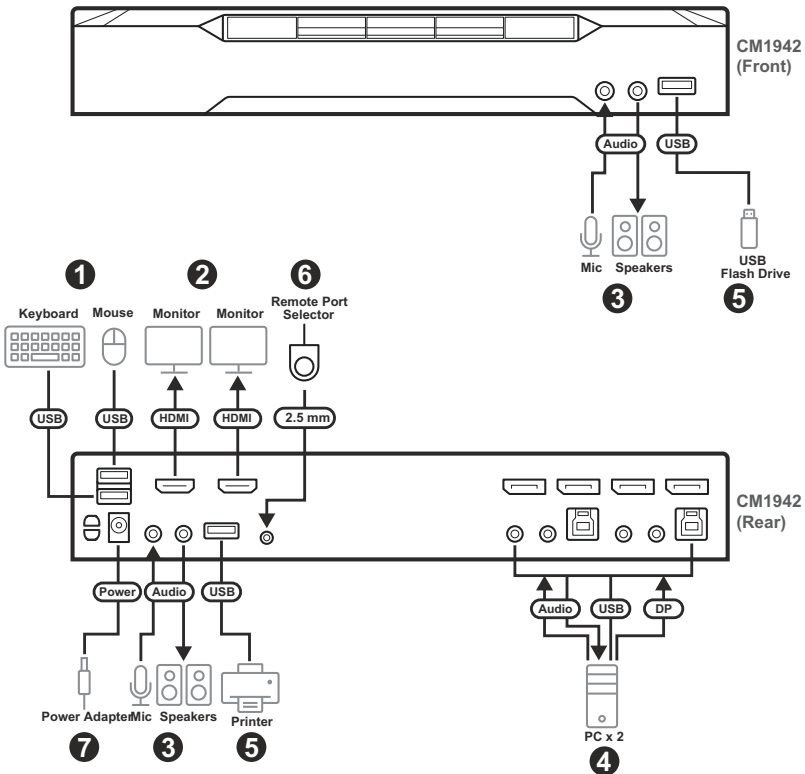 CM1942
(Front)
Audio
USB
Mic
Speakers
USB
Flash Drive
3
5
1
2
6
Keyboard
Mouse
Monitor
Monitor
Remote Port
Selector
USB
USB
HDMI
HDMI
2.5 mm
CM1942
(Rear)
Power
Audio
USB
Audio
USB
DP
Power Adapter
Mic
Speakers
Printer
PC x 2
7
3
5
4